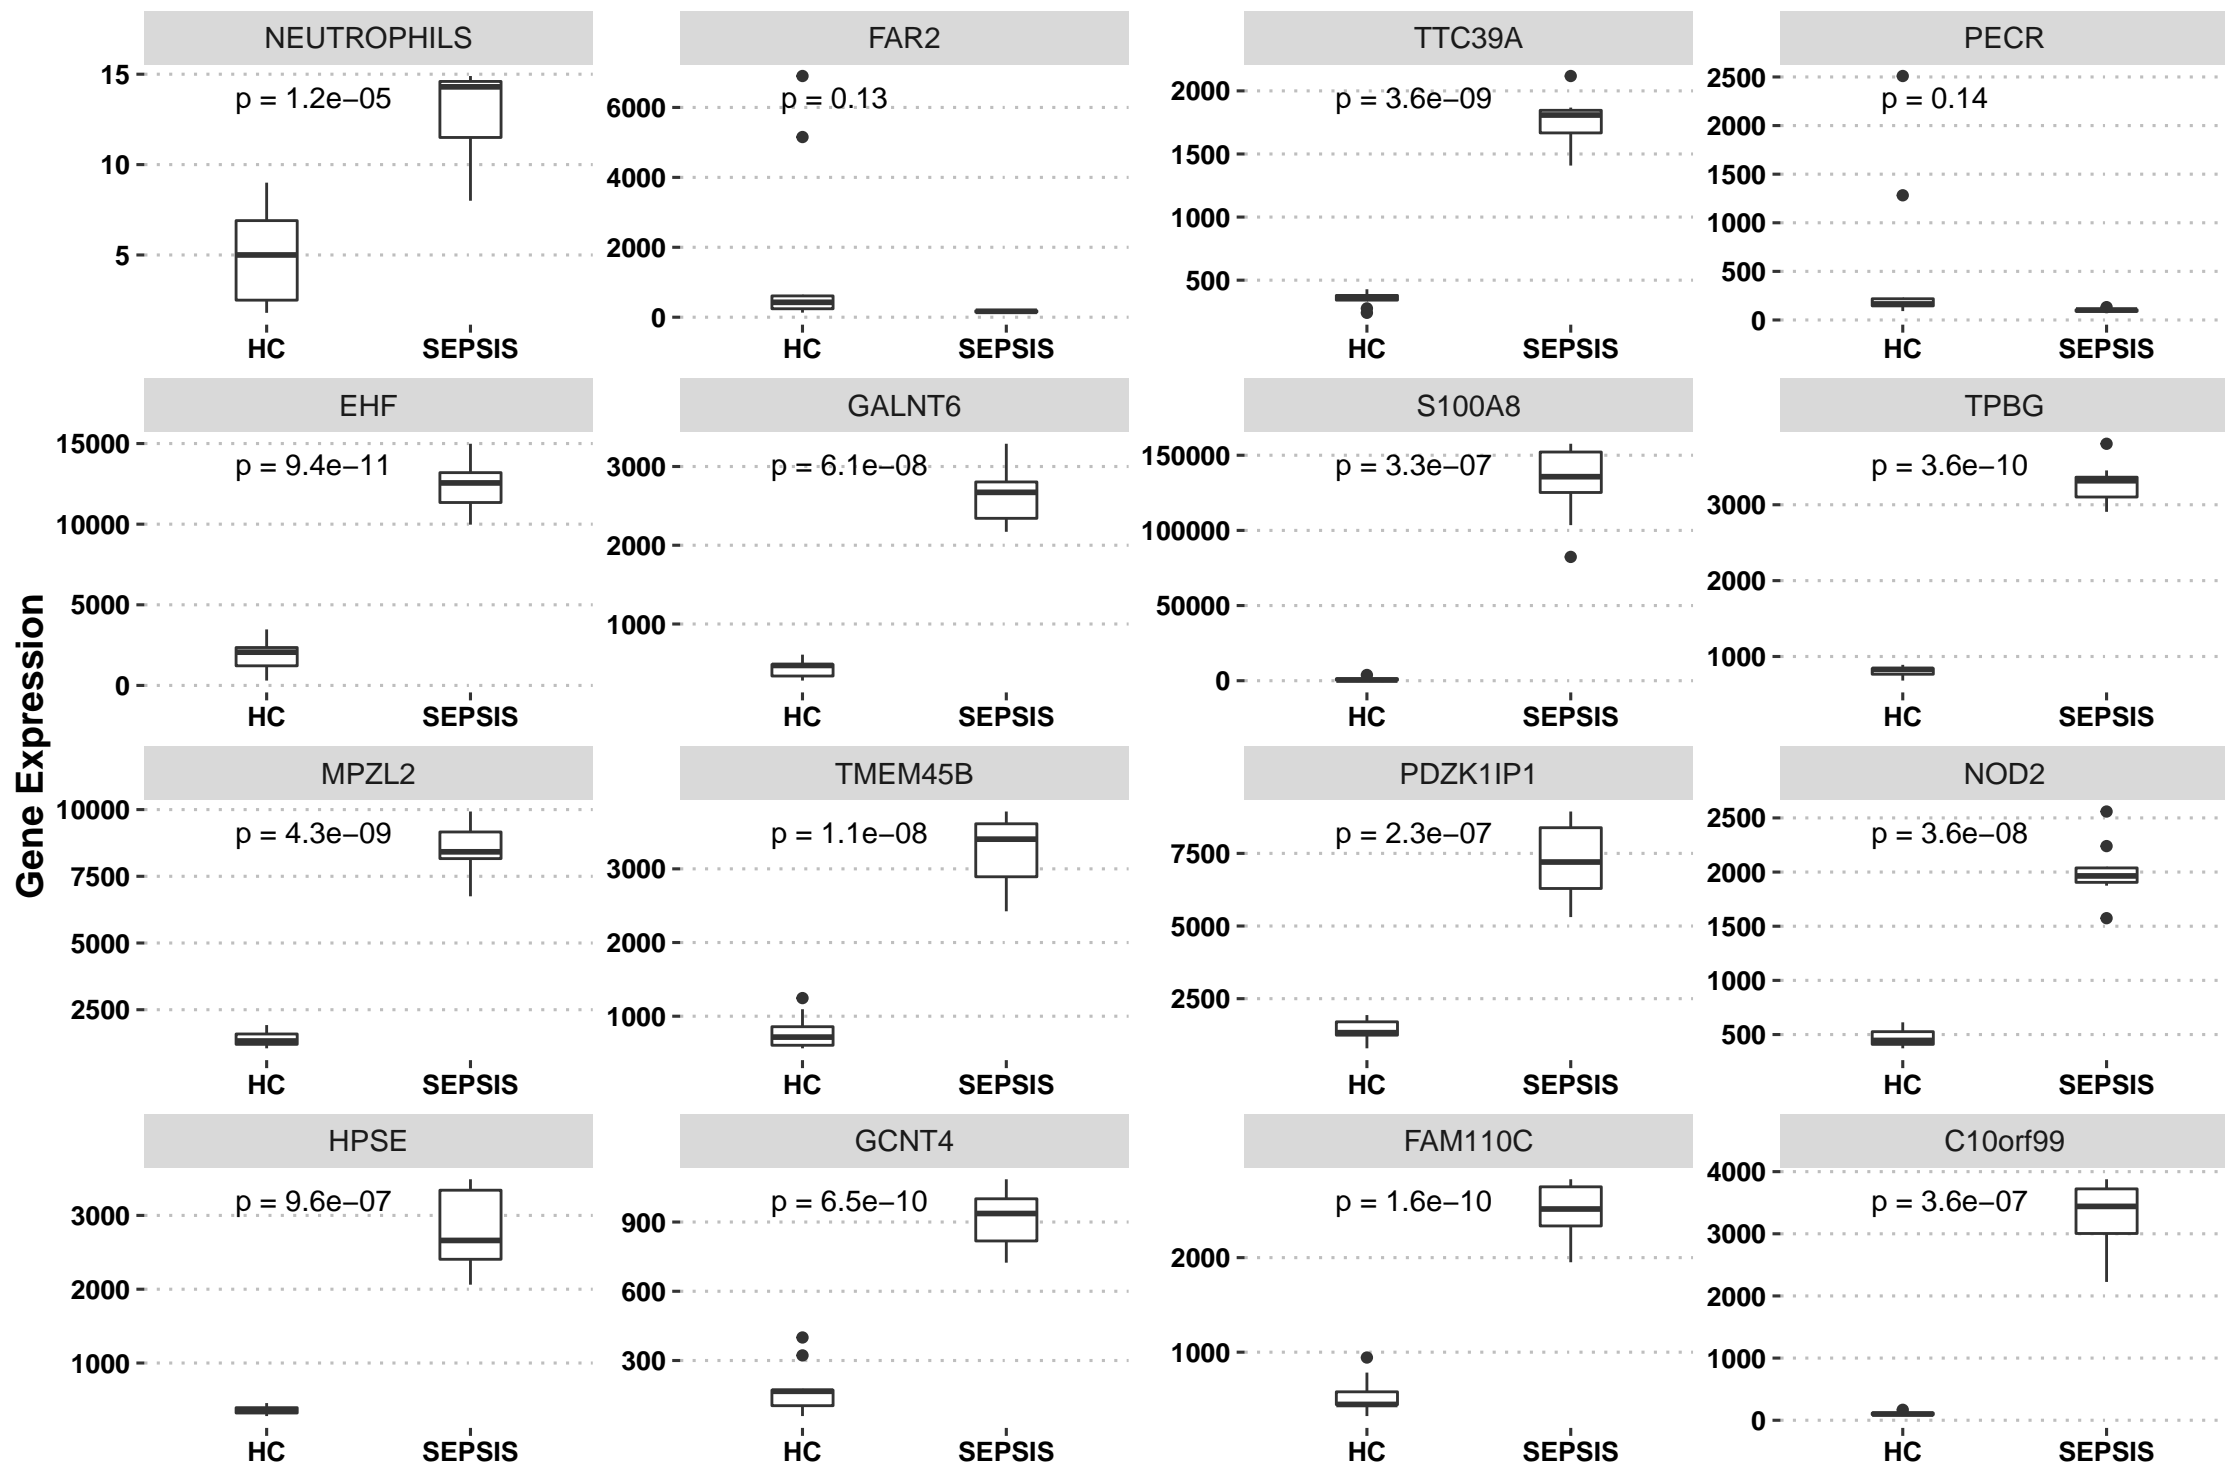 Gene Expression
NEUTROPHILS
15
10
5
p = 1.2e−05
HC SEPSIS
FAR2
6000
4000
2000
0
p = 0.13
HC SEPSIS
TTC39A
2000
1500
1000
500
p = 3.6e−09
HC SEPSIS
PECR
2500
2000
1500
1000
500
0
p = 0.14
HC SEPSIS
EHF
15000
10000
5000
0
p = 9.4e−11
HC SEPSIS
GALNT6
3000
2000
1000
p = 6.1e−08
HC SEPSIS
S100A8
150000
100000
50000
0
p = 3.3e−07
HC SEPSIS
TPBG
3000
2000
1000
p = 3.6e−10
HC SEPSIS
MPZL2
10000
7500
5000
2500
p = 4.3e−09
HC SEPSIS
TMEM45B
3000
2000
1000
p = 1.1e−08
HC SEPSIS
PDZK1IP1
7500
5000
2500
p = 2.3e−07
HC SEPSIS
NOD2
2500
2000
1500
1000
500
p = 3.6e−08
HC SEPSIS
HPSE
3000
2000
1000
p = 9.6e−07
HC SEPSIS
GCNT4
900
600
300
p = 6.5e−10
HC SEPSIS
FAM110C
2000
1000
p = 1.6e−10
HC SEPSIS
C10orf99
4000
3000
2000
1000
0
p = 3.6e−07
HC SEPSIS